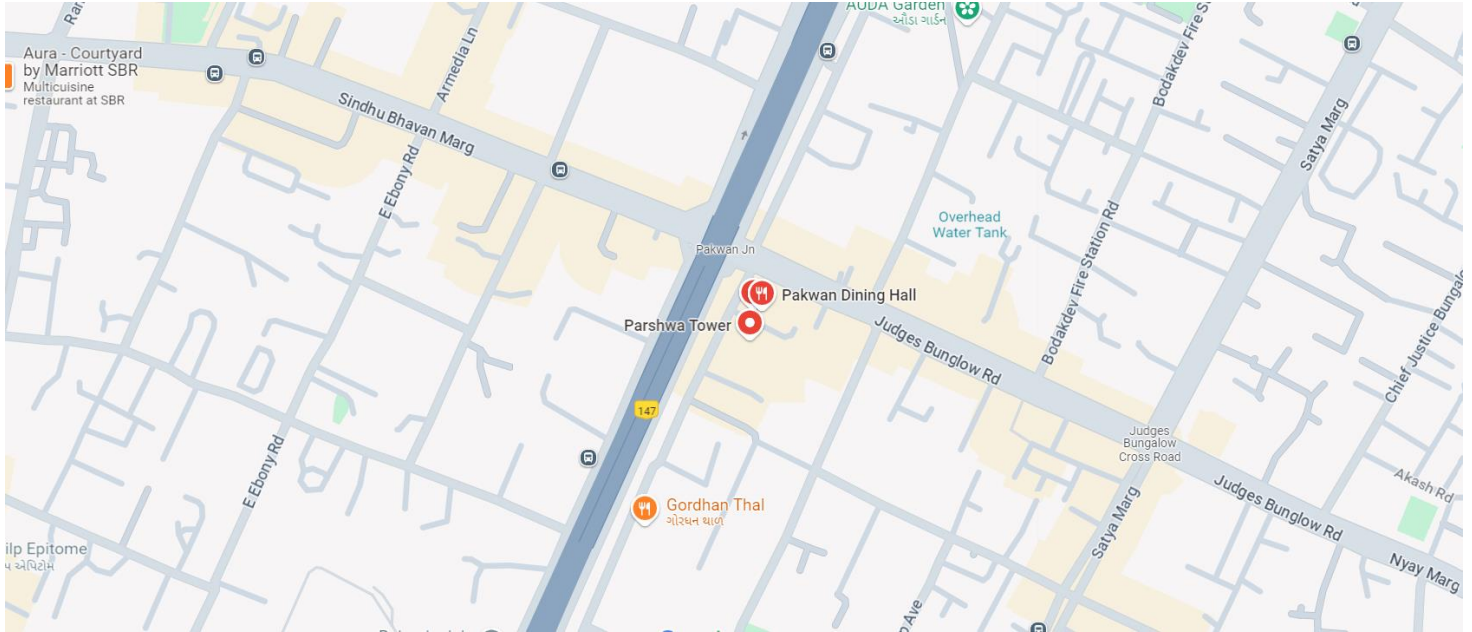 AUDA Garden
ઔડા ગાર્ડન
Aura - Courtyard
by Marriott SBR
Multicuisine
restaurant at SBR
Armedia Ln
Sindhu Bhavan Marg
E Ebony Rd
Bodakdev Fire S
Satya Marg
Overhead
Water Tank
Bodakdev Fire Station Rd
Pakwan Jn
Pakwan Dining Hall
Parshwa Tower
Judges Bunglow Rd
Chief Justice Bungalo
147
Judges
Bungalow
Cross Road
E Ebony Rd
Akash Rd
Gordhan Thal
ગોરધન થાળ
Judges Bunglow Rd
Satya Marg
ilp Epitome
પ એપિટોમ
Nyay Marg
Ave